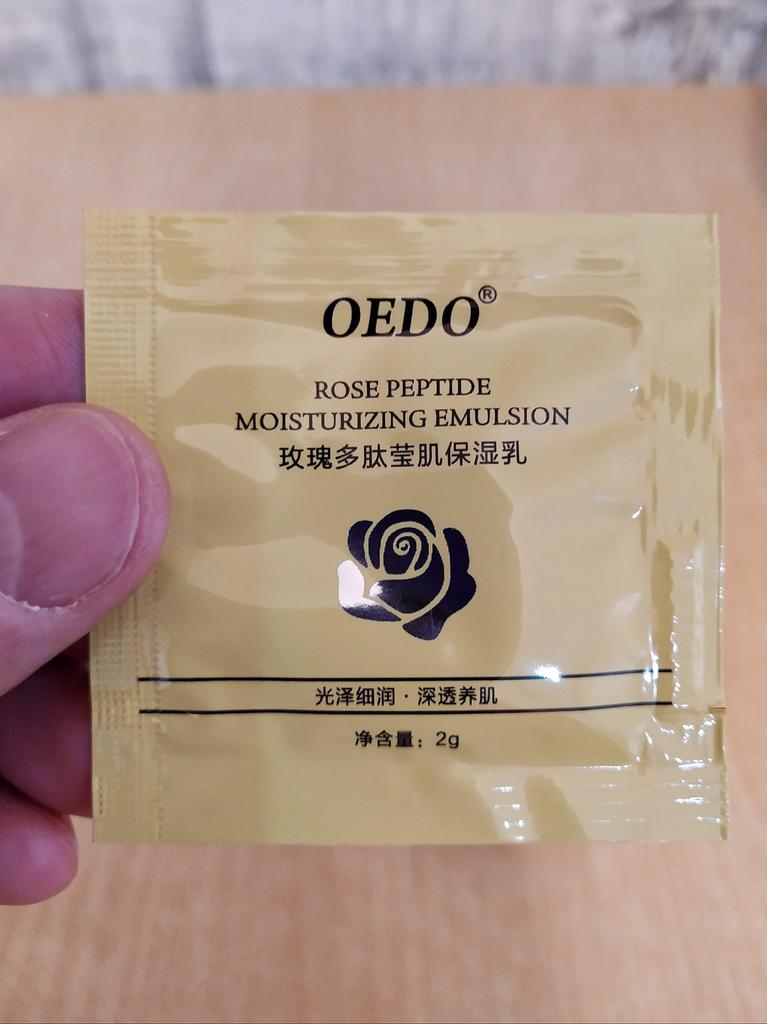 OEDO®
ROSE PEPTIDE
MOISTURIZING EMULSION
玫瑰多肽莹肌保湿乳
光泽细润·深透养肌
净含量：2g